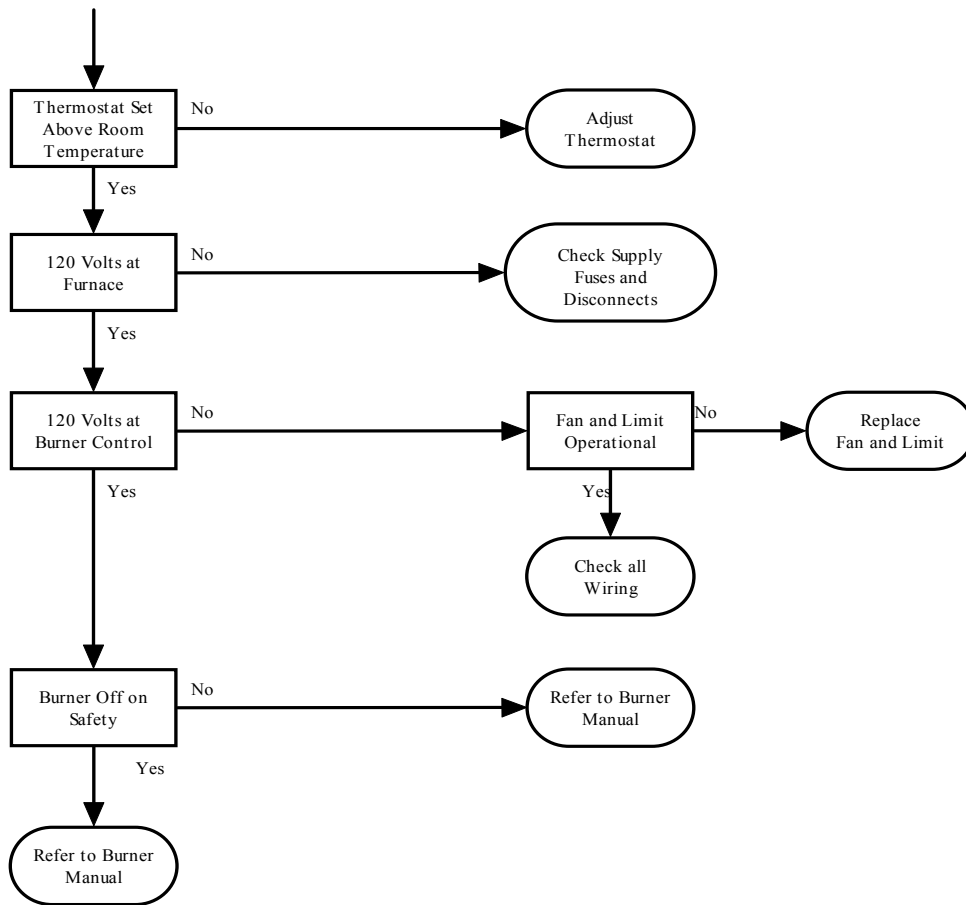 Thermostat Set
Above Room
Temperature
No
Adjust
Thermostat
Yes
120 Volts at
Furnace
No
Check Supply
Fuses and
Disconnects
Yes
120 Volts at
Burner Control
No
Fan and Limit
Operational
No
Replace
Fan and Limit
Yes
Yes
Check all
Wiring
Burner Off on
Safety
No
Refer to Burner
Manual
Yes
Refer to Burner
Manual